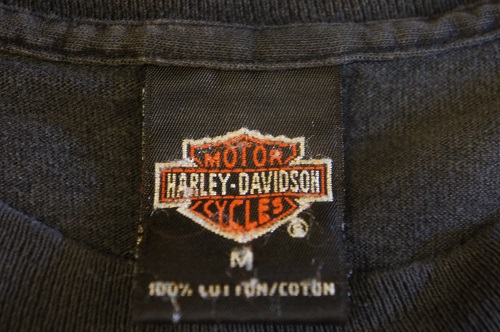 MOTOR
HARLEY-DAVIDSON
CYCLES
®
M
100% COTTON/COTON